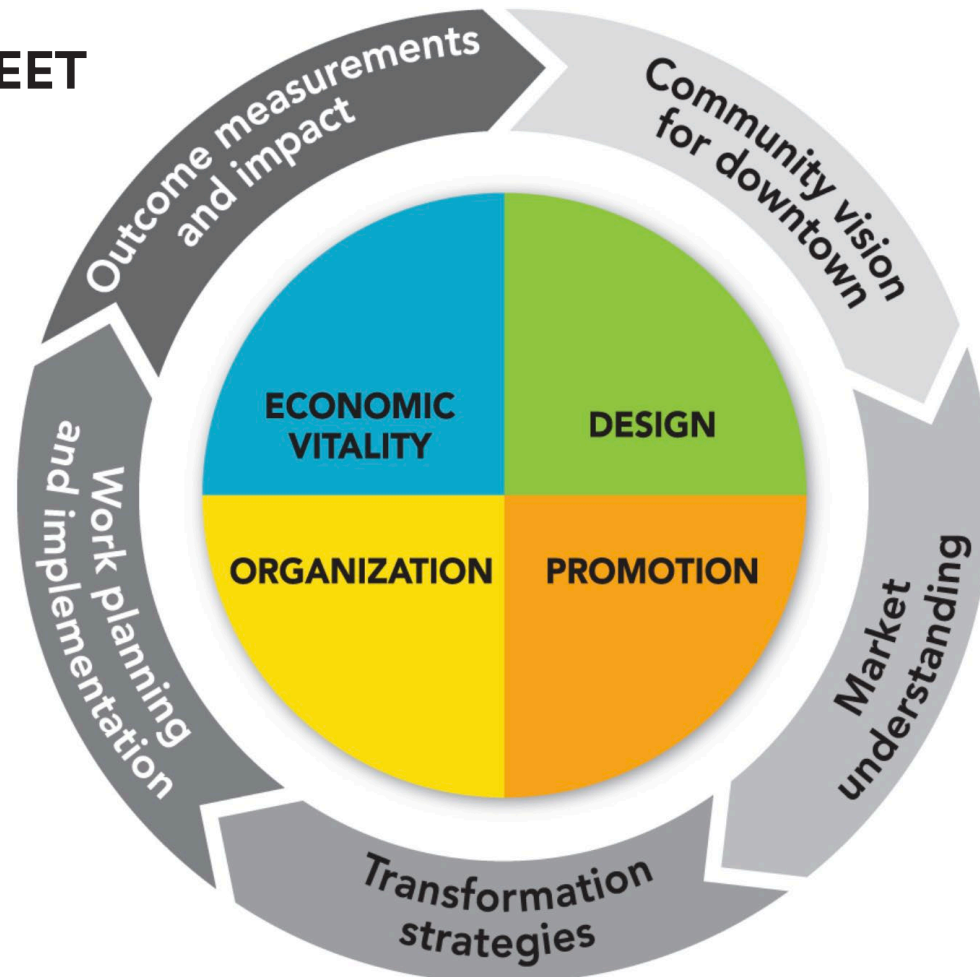 EET
Outcome measurements
and impact
Community vision
for downtown
Market
understanding
Transformation
strategies
Work planning
and implementation
ECONOMIC
VITALITY
DESIGN
ORGANIZATION
PROMOTION